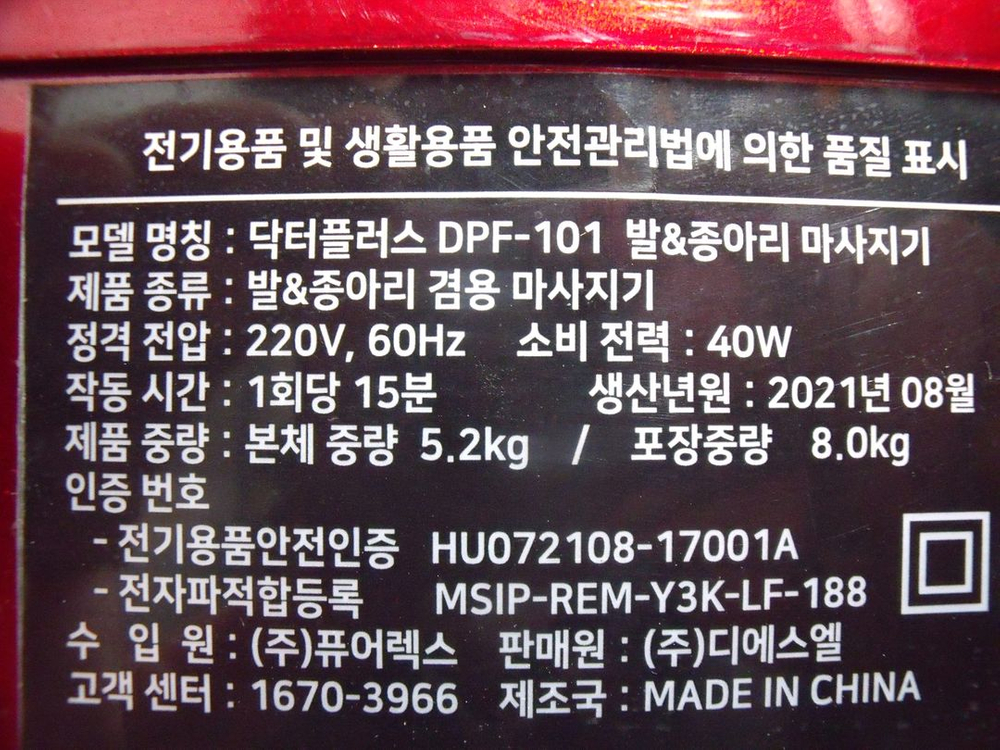 전기용품 및 생활용품 안전관리법에 의한 품질 표시
모델 명칭 : 닥터플러스 DPF-101 발&종아리 마사지기
제품 종류 : 발&종아리 겸용 마사지기
정격 전압 : 220V, 60Hz 소비 전력 : 40W
작동 시간 : 1회당 15분 생산년원 : 2021년 08월
제품 중량 : 본체 중량 5.2kg / 포장중량 8.0kg
인증 번호
- 전기용품안전인증 HU072108-17001A
- 전자파적합등록 MSIP-REM-Y3K-LF-188
수 입 원 : (주)퓨어렉스 판매원 : (주)디에스엘
고객 센터 : 1670-3966 제조국 : MADE IN CHINA